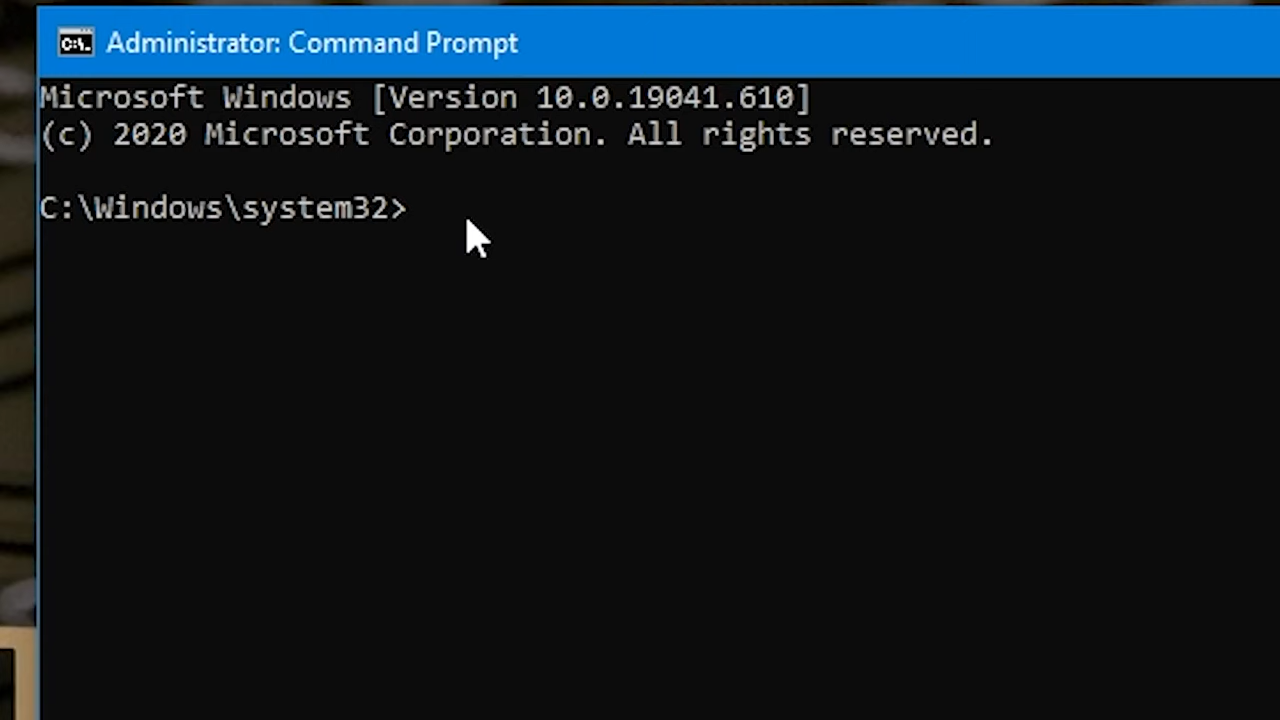 Administrator: Command Prompt
Microsoft Windows [Version 10.0.19041.610]
(c) 2020 Microsoft Corporation. All rights reserved.
C:\Windows\system32>